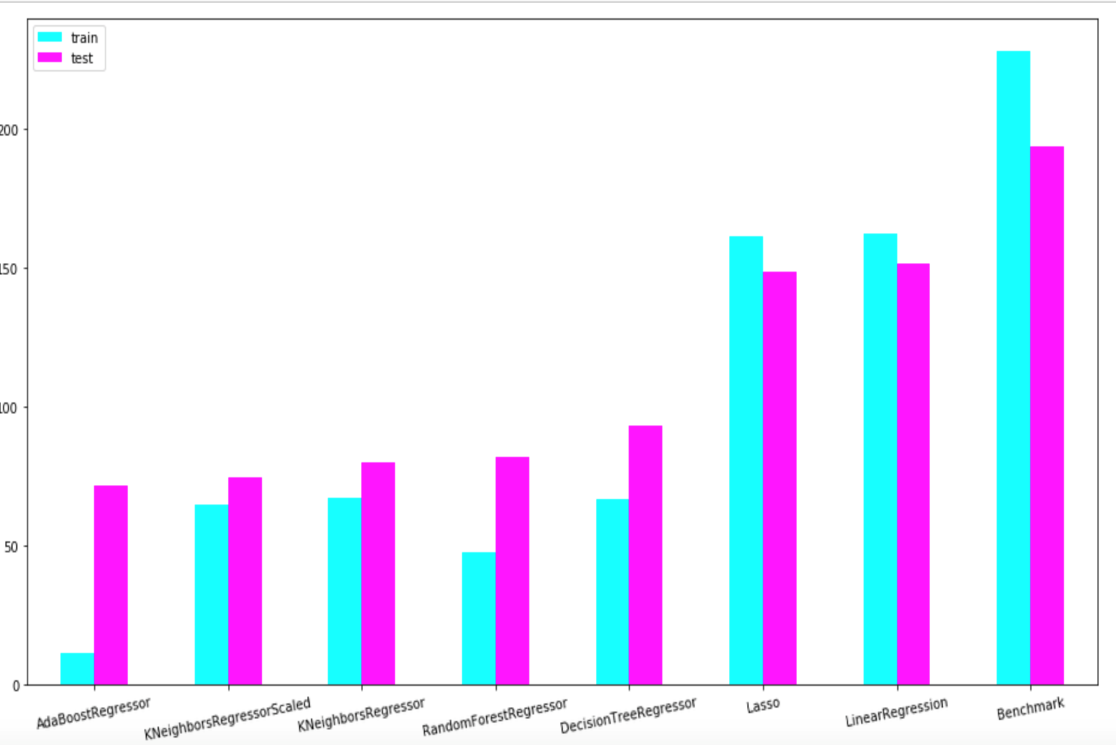 train
test
200
150
100
50
0
AdaBoostRegressor
KNeighborsRegressorScaled
KNeighborsRegressor
RandomForestRegressor
DecisionTreeRegressor
Lasso
LinearRegression
Benchmark